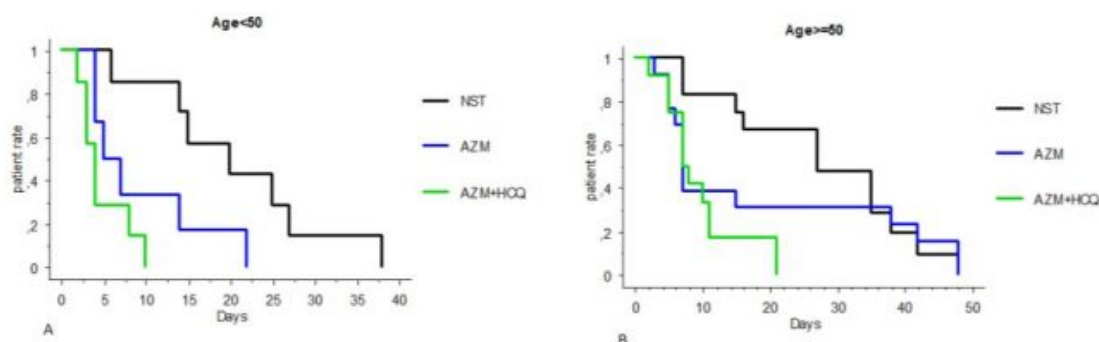 Age<50
1
,8
,6
,4
,2
0
patient rate
0 5 10 15 20 25 30 35 40
Days
NST
AZM
AZM+HCQ
A
Age>=50
1
,8
,6
,4
,2
0
patient rate
0 10 20 30 40 50
Days
NST
AZM
AZM+HCQ
B